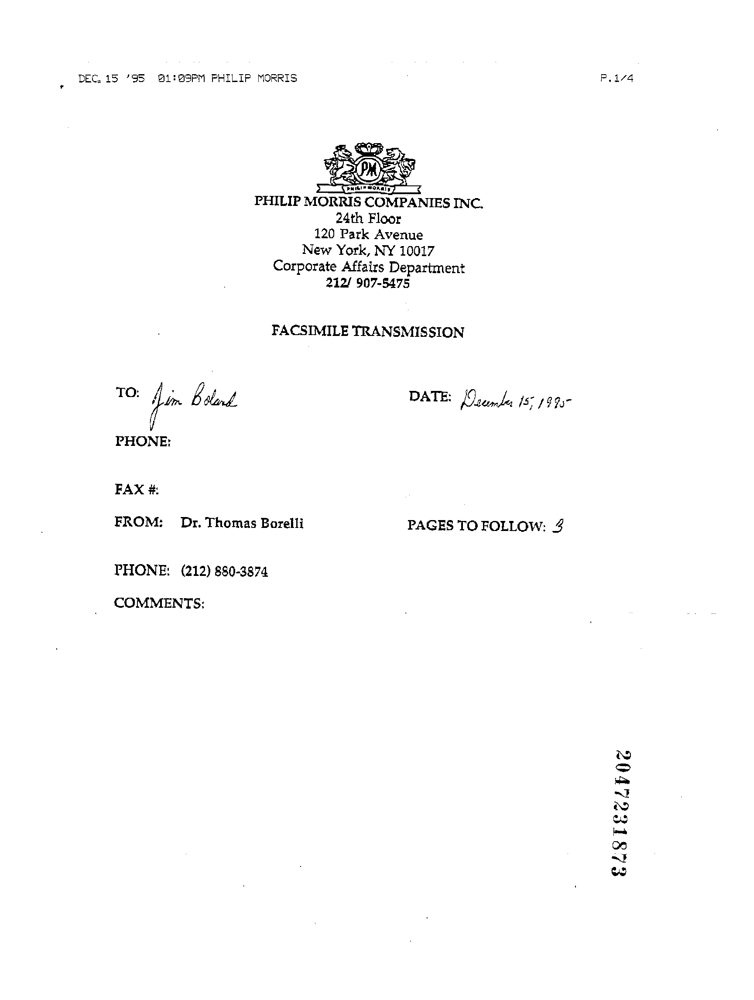 DEC. 15 '95 01:09PM PHILIP MORRIS P.1/4
PM
PHILIP MORRIS
PHILIP MORRIS COMPANIES INC.
24th Floor
120 Park Avenue
New York, NY 10017
Corporate Affairs Department
212/ 907-5475
FACSIMILE TRANSMISSION
TO: Jim Boland DATE: December 15, 1995
PHONE:
FAX #:
FROM: Dr. Thomas Borelli PAGES TO FOLLOW: 3
PHONE: (212) 880-3874
COMMENTS:
2047231873